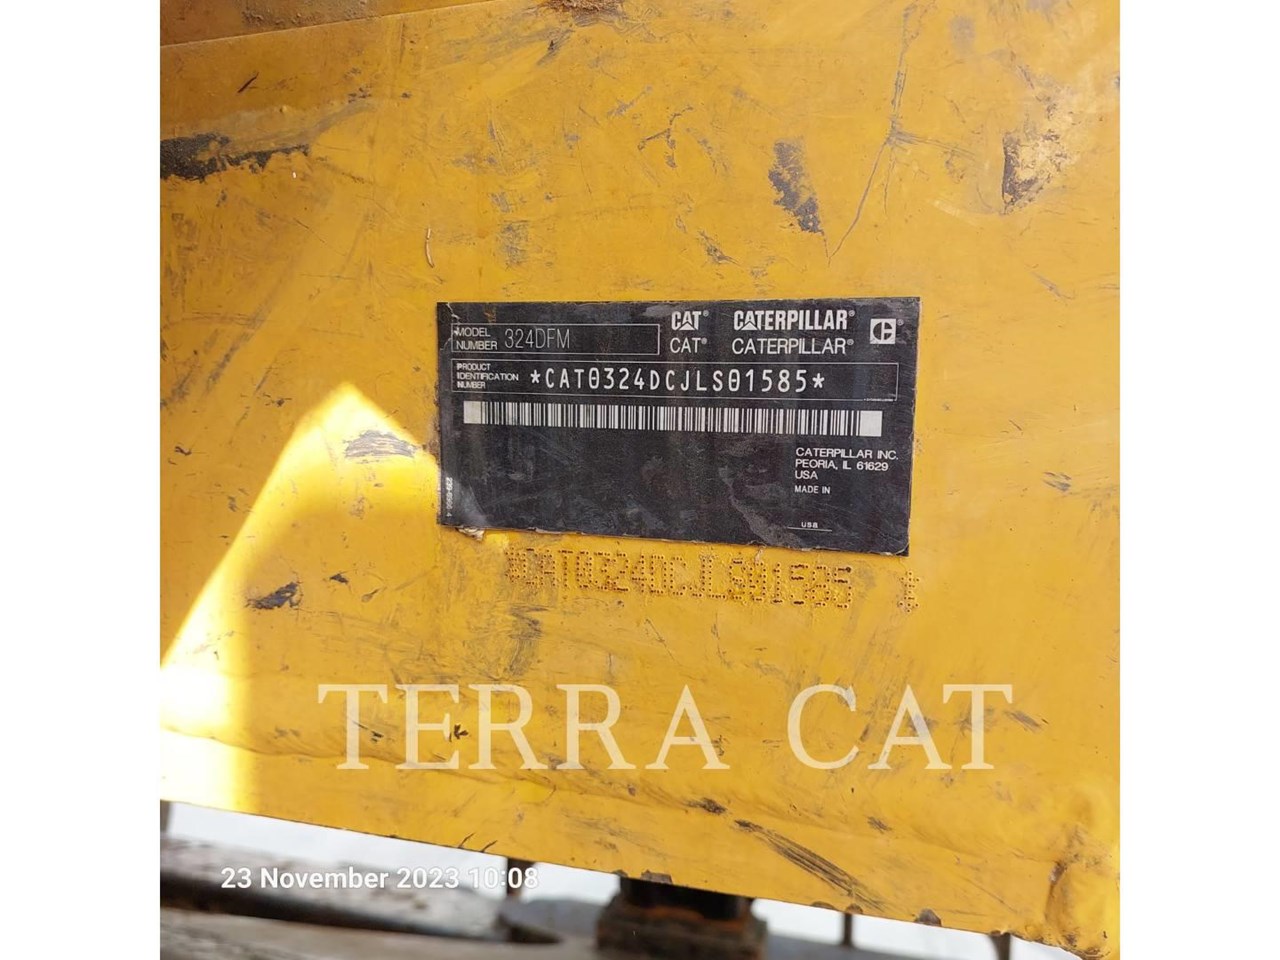 MODEL NUMBER 324DFM
CAT® CATERPILLAR®
CAT® CATERPILLAR®
PRODUCT IDENTIFICATION NUMBER *CAT0324DCJLS01585*
CATERPILLAR INC.
PEORIA, IL 61629
USA
MADE IN
usa
*CAT0324DCJLS01585 *
TERRA CAT
23 November 2023 10:08